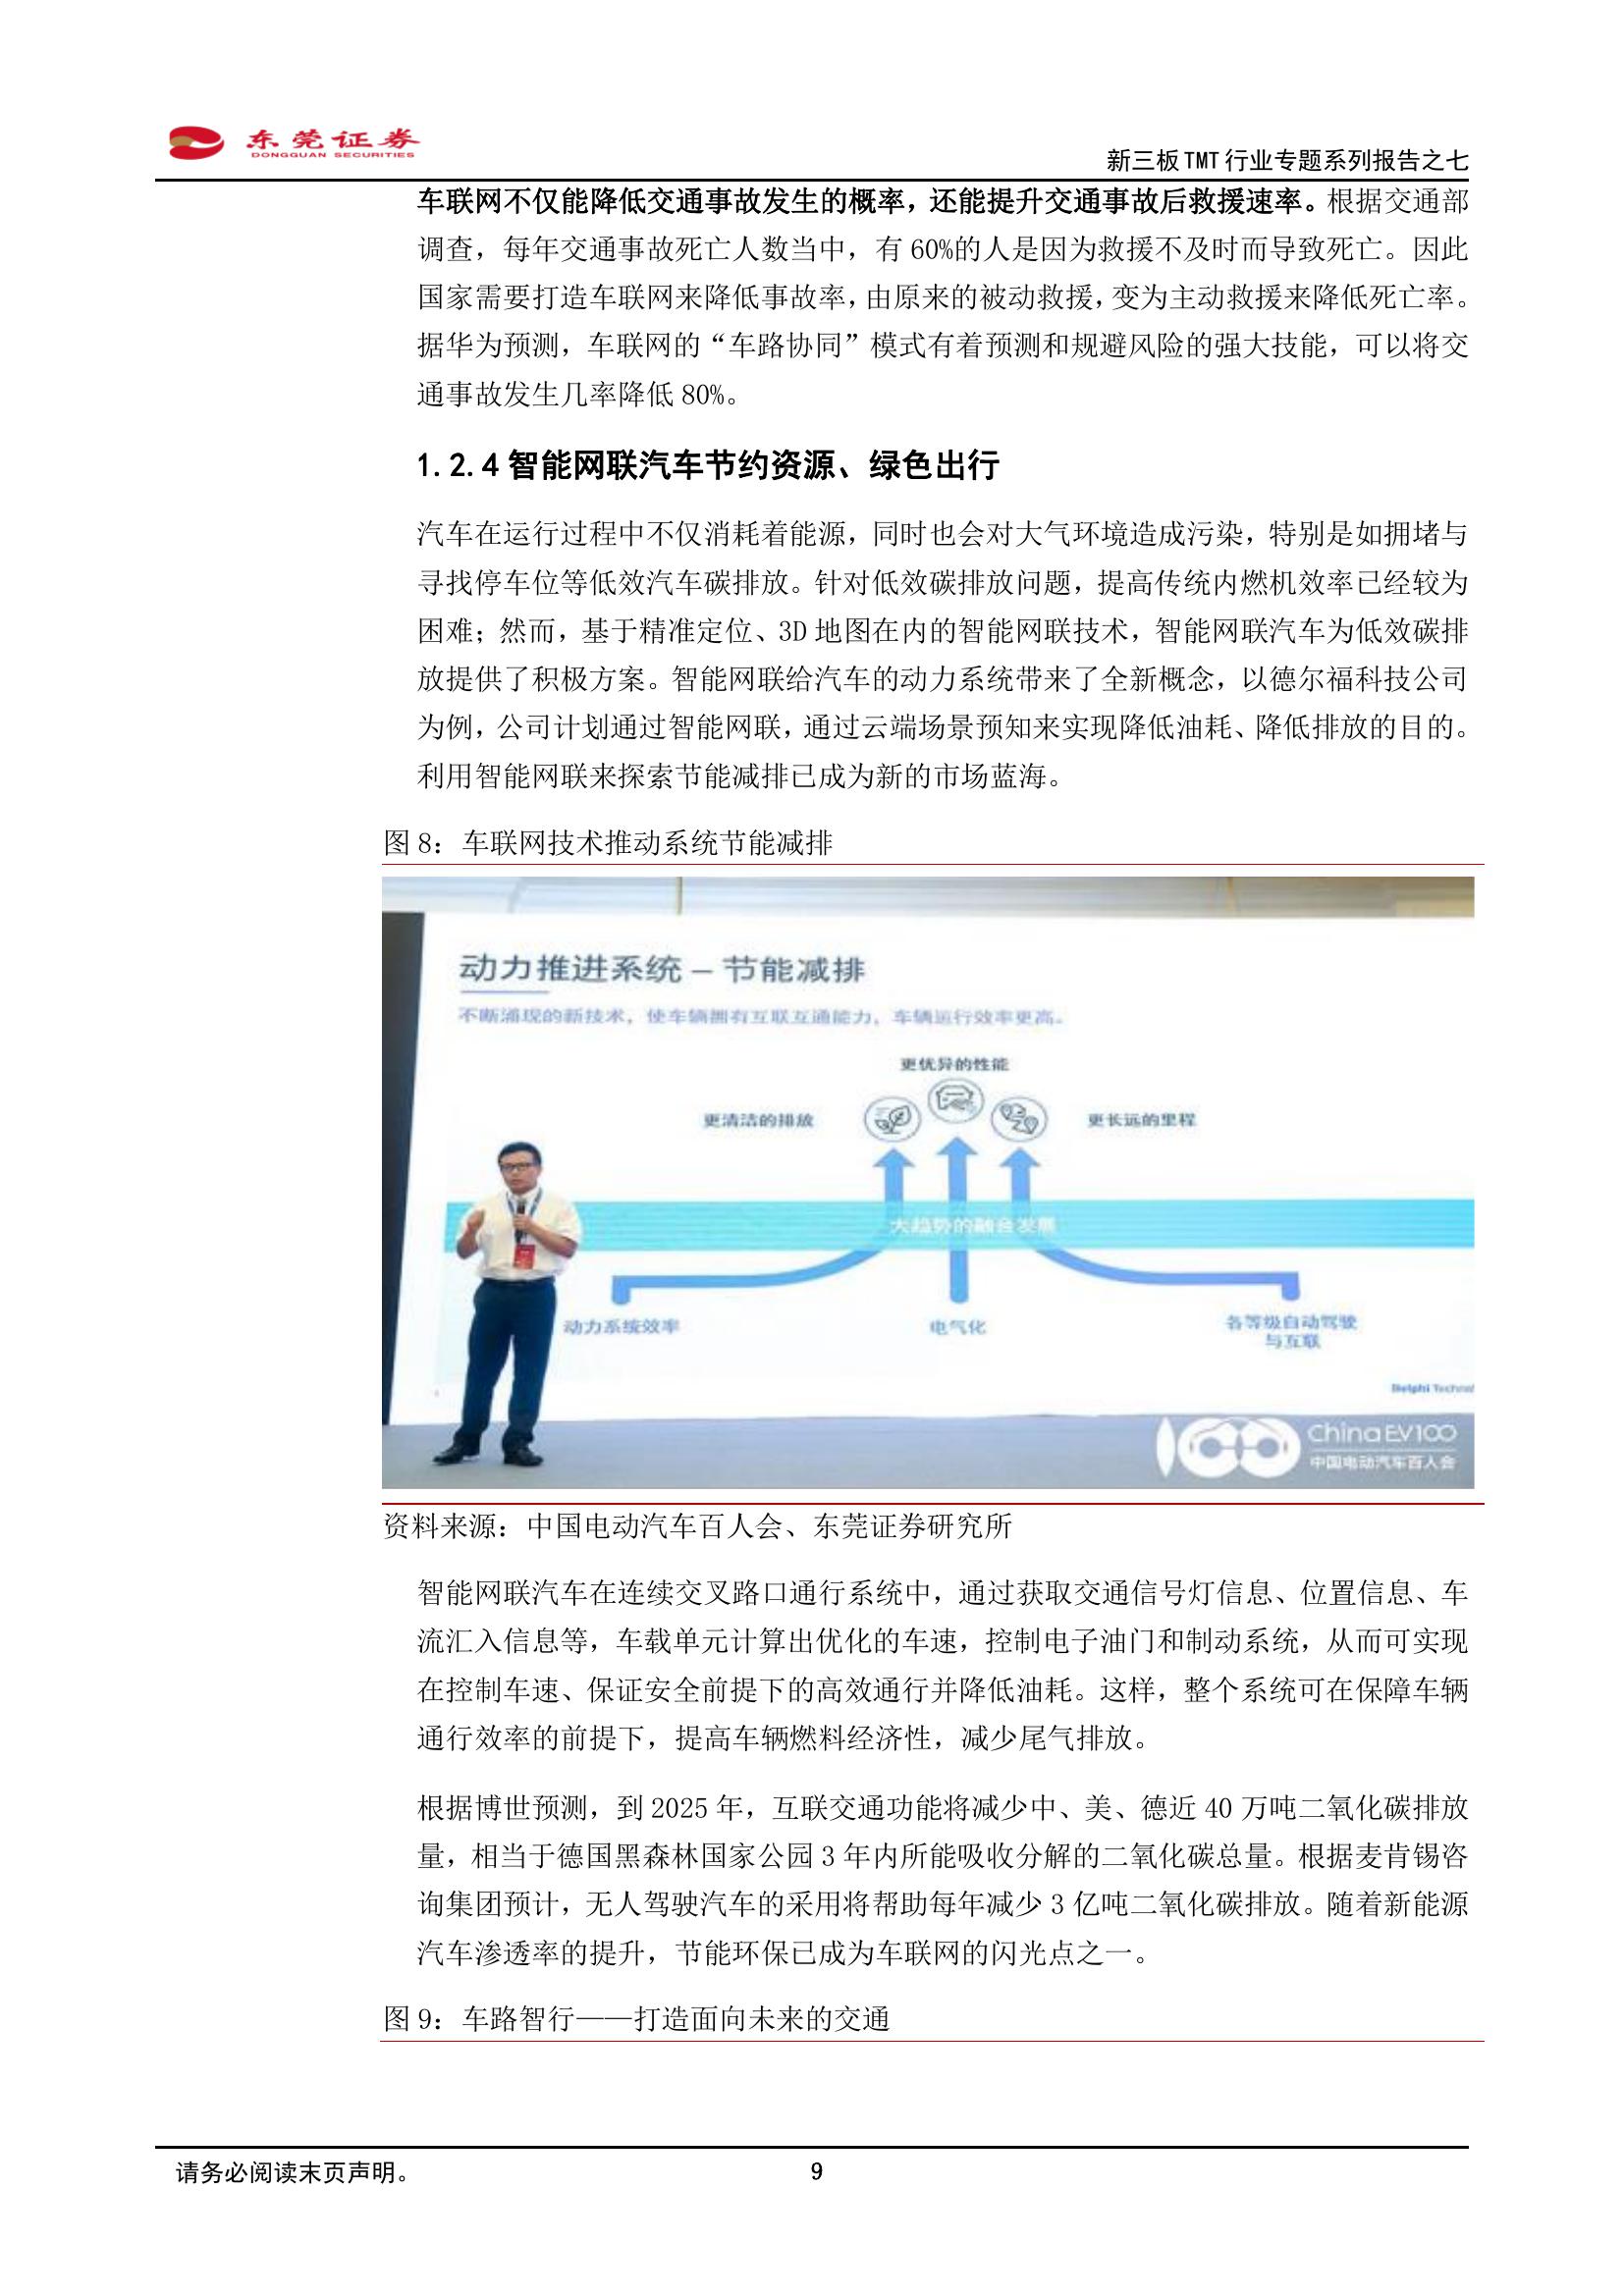 东莞证券
DONGGUAN SECURITIES
新三板 TMT 行业专题系列报告之七
车联网不仅能降低交通事故发生的概率，还能提升交通事故后救援速率。根据交通部
调查，每年交通事故死亡人数当中，有 60%的人是因为救援不及时而导致死亡。因此
国家需要打造车联网来降低事故率，由原来的被动救援，变为主动救援来降低死亡率。
据华为预测，车联网的“车路协同”模式有着预测和规避风险的强大技能，可以将交
通事故发生几率降低 80%。
1.2.4 智能网联汽车节约资源、绿色出行
汽车在运行过程中不仅消耗着能源，同时也会对大气环境造成污染，特别是如拥堵与
寻找停车位等低效汽车碳排放。针对低效碳排放问题，提高传统内燃机效率已经较为
困难；然而，基于精准定位、3D 地图在内的智能网联技术，智能网联汽车为低效碳排
放提供了积极方案。智能网联给汽车的动力系统带来了全新概念，以德尔福科技公司
为例，公司计划通过智能网联，通过云端场景预知来实现降低油耗、降低排放的目的。
利用智能网联来探索节能减排已成为新的市场蓝海。
图 8：车联网技术推动系统节能减排
动力推进系统 – 节能减排
不断涌现的新技术，使车辆拥有互联互通能力，车辆运行效率更高。
更优异的性能
更清洁的排放
更长远的里程
大趋势的融合发展
动力系统效率
电气化
各等级自动驾驶
与互联
Delphi Technol
ChinaEV100
中国电动汽车百人会
资料来源：中国电动汽车百人会、东莞证券研究所
智能网联汽车在连续交叉路口通行系统中，通过获取交通信号灯信息、位置信息、车
流汇入信息等，车载单元计算出优化的车速，控制电子油门和制动系统，从而可实现
在控制车速、保证安全前提下的高效通行并降低油耗。这样，整个系统可在保障车辆
通行效率的前提下，提高车辆燃料经济性，减少尾气排放。
根据博世预测，到 2025 年，互联交通功能将减少中、美、德近 40 万吨二氧化碳排放
量，相当于德国黑森林国家公园 3 年内所能吸收分解的二氧化碳总量。根据麦肯锡咨
询集团预计，无人驾驶汽车的采用将帮助每年减少 3 亿吨二氧化碳排放。随着新能源
汽车渗透率的提升，节能环保已成为车联网的闪光点之一。
图 9：车路智行——打造面向未来的交通
请务必阅读末页声明。
9